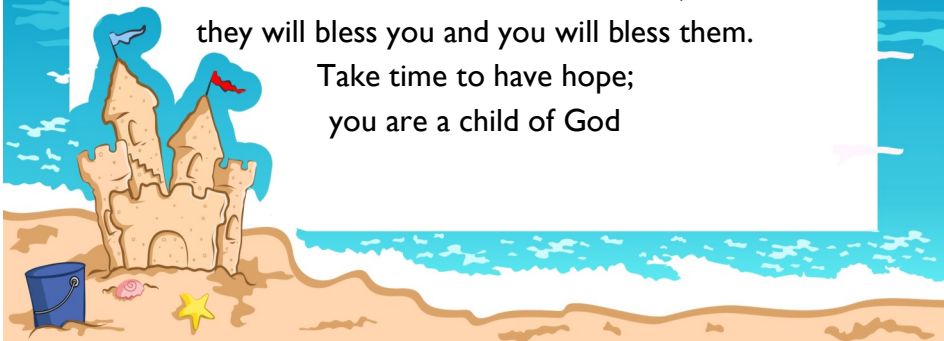 they will bless you and you will bless them.
Take time to have hope;
you are a child of God